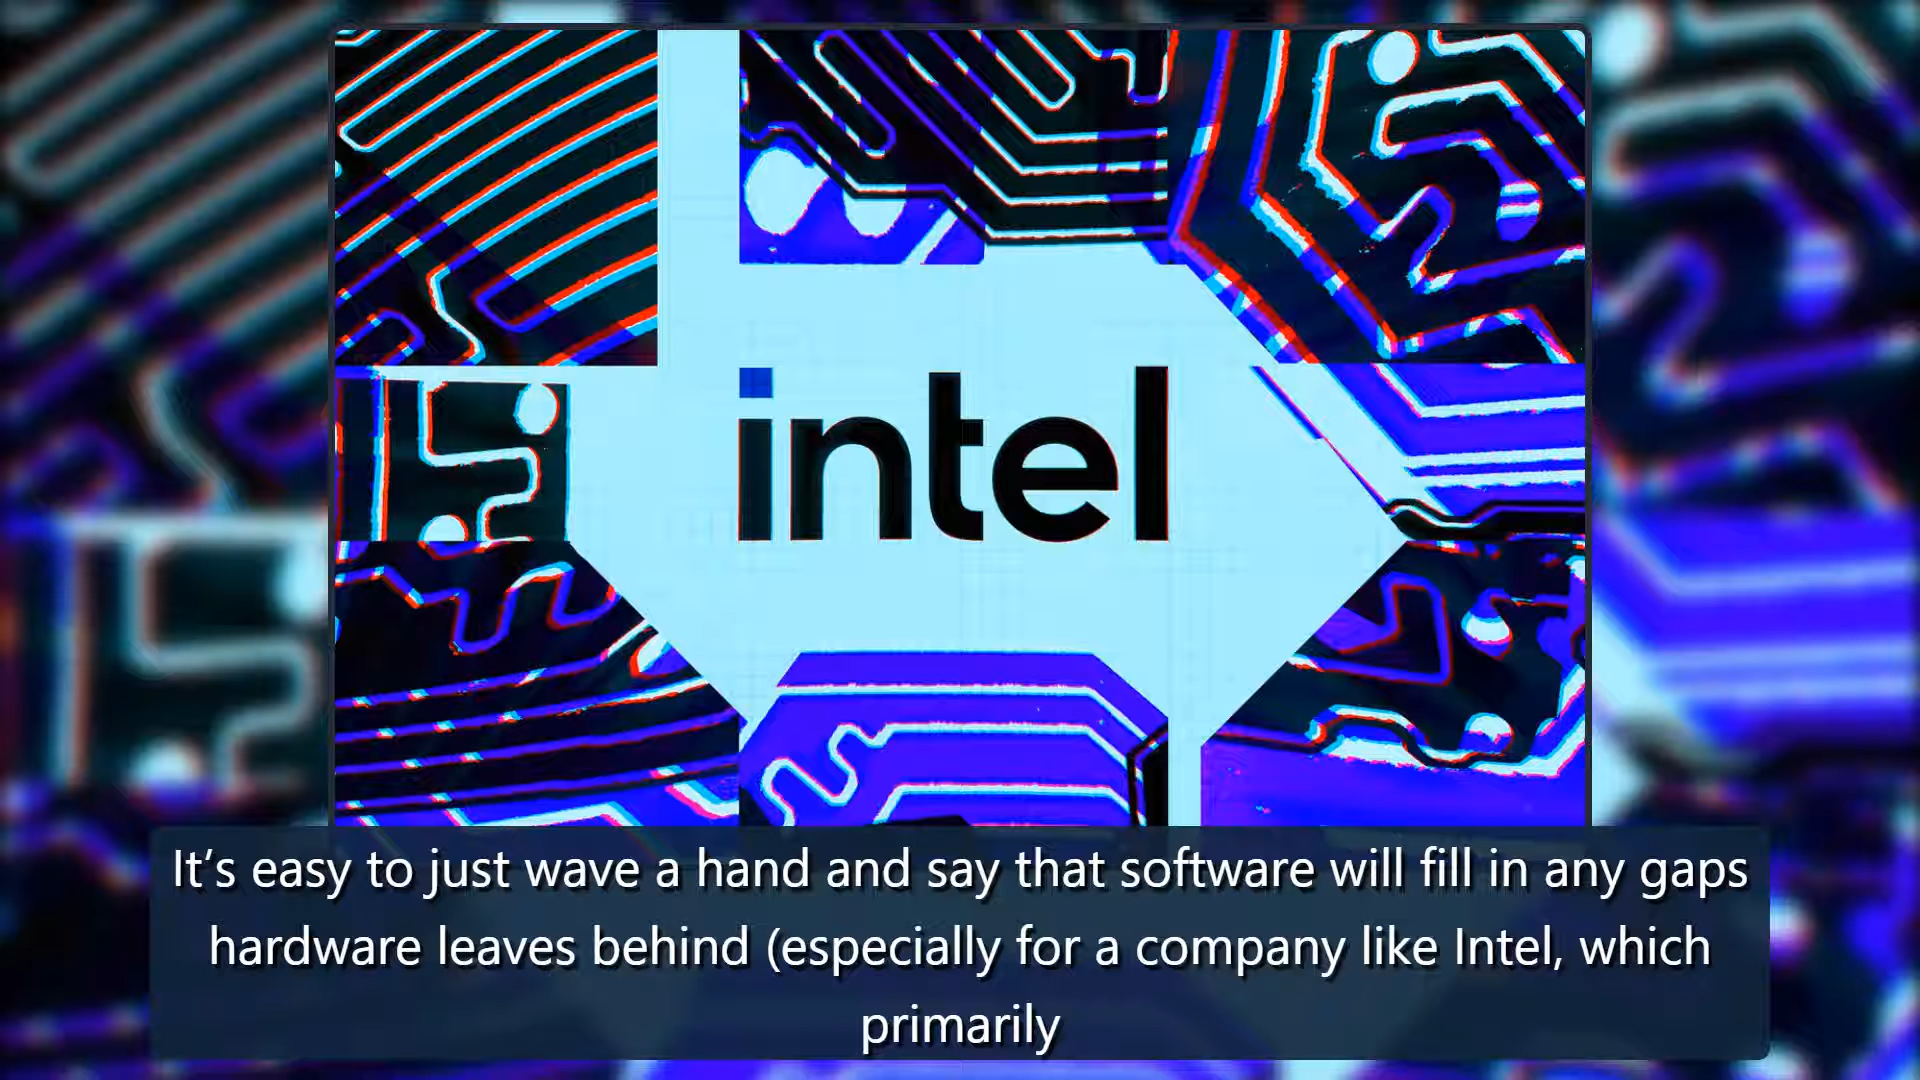 intel
It’s easy to just wave a hand and say that software will fill in any gaps
hardware leaves behind (especially for a company like Intel, which
primarily